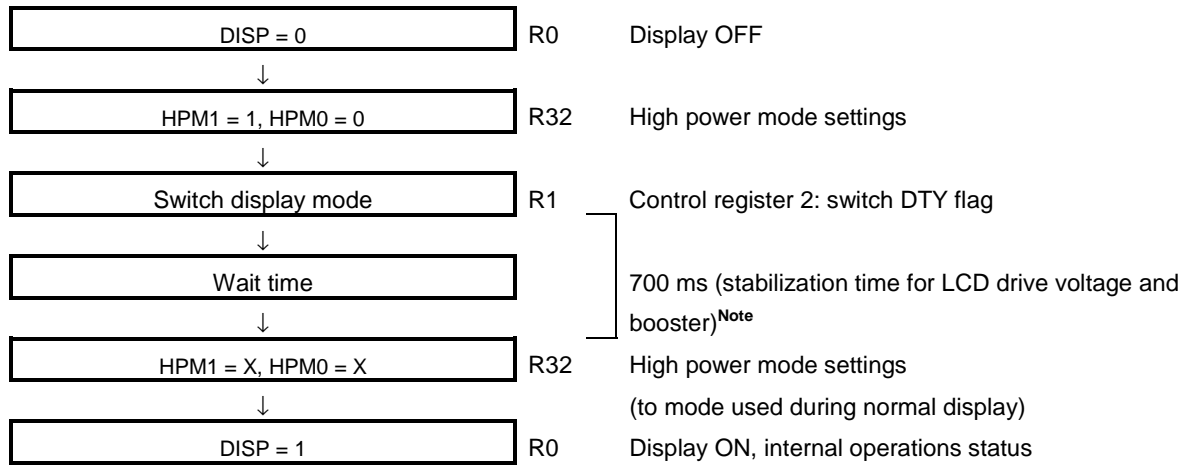 DISP = 0 R0 Display OFF
↓
HPM1 = 1, HPM0 = 0 R32 High power mode settings
↓
Switch display mode R1 Control register 2: switch DTY flag
↓
Wait time 700 ms (stabilization time for LCD drive voltage and
booster)Note
↓
HPM1 = X, HPM0 = X R32 High power mode settings
↓ (to mode used during normal display)
DISP = 1 R0 Display ON, internal operations status